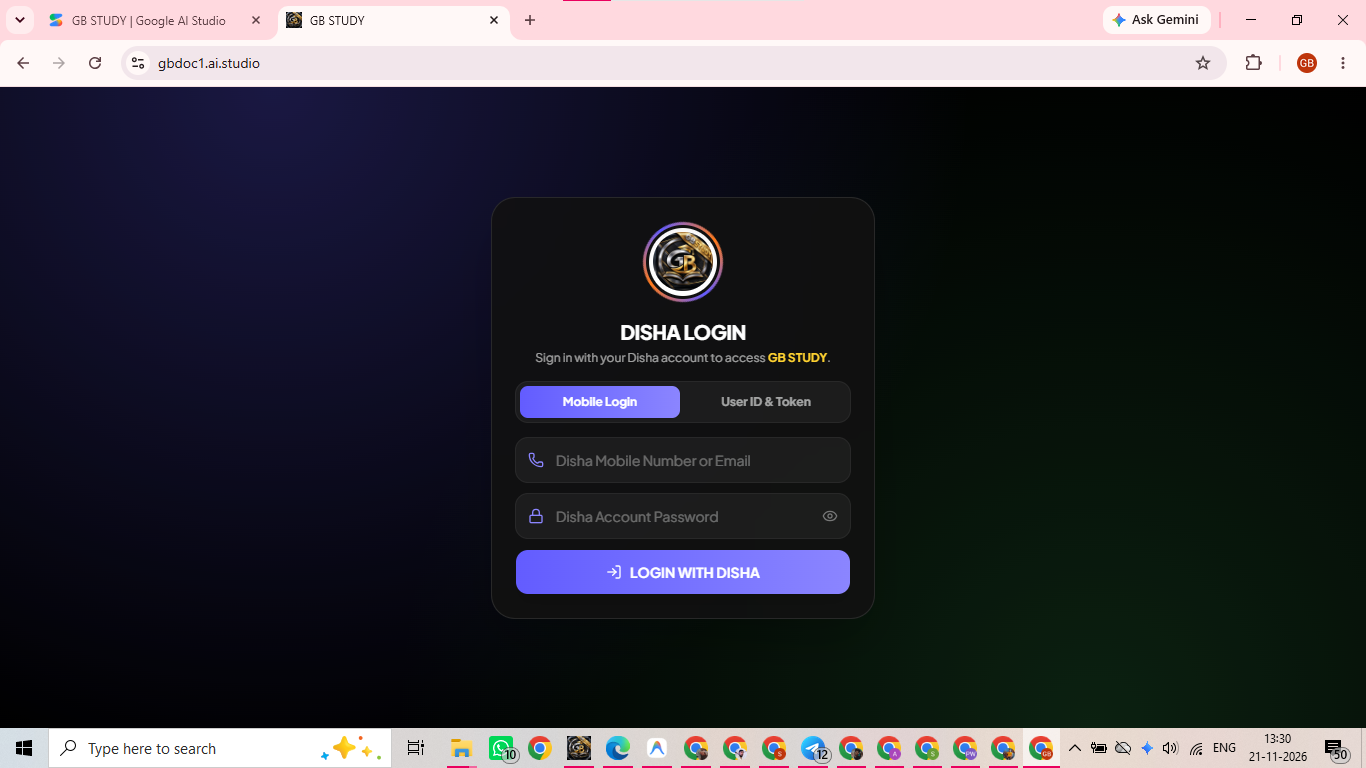 GB STUDY | Google AI Studio
GB STUDY
Ask Gemini
gbdoc1.ai.studio
GB
GB
DISHA LOGIN
Sign in with your Disha account to access GB STUDY.
Mobile Login
User ID & Token
Disha Mobile Number or Email
Disha Account Password
LOGIN WITH DISHA
Type here to search
10
12
ENG
13:30
21-11-2026
50